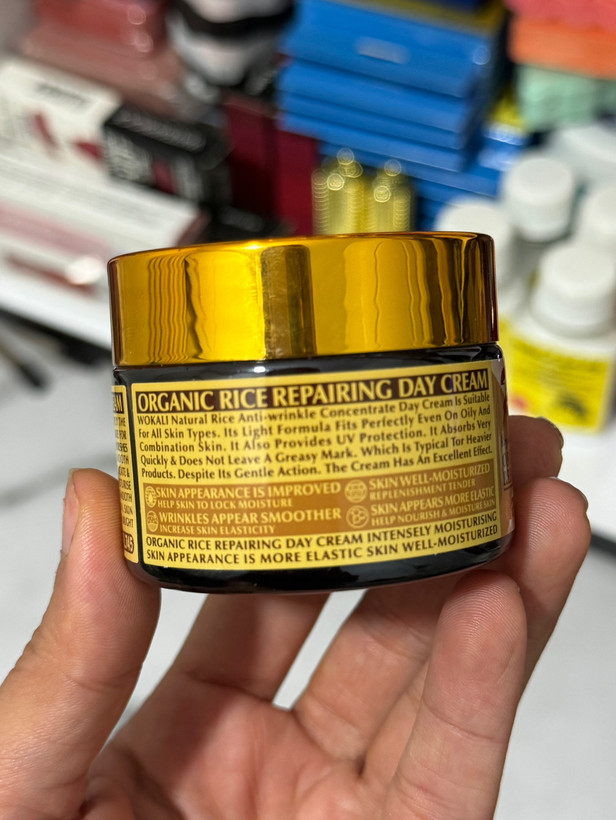 ORGANIC RICE REPAIRING DAY CREAM
WOKALI Natural Rice Anti-wrinkle Concentrate Day Cream Is Suitable
For All Skin Types. Its Light Formula Fits Perfectly Even On Oily And
Combination Skin. It Also Provides UV Protection. It Absorbs Very
Quickly & Does Not Leave A Greasy Mark. Which Is Typical Tor Heavier
Products. Despite Its Gentle Action. The Cream Has An Excellent Effect.
SKIN APPEARANCE IS IMPROVED
HELP SKIN TO LOCK MOISTURE
SKIN WELL-MOISTURIZED
REPLENISHMENT TENDER
WRINKLES APPEAR SMOOTHER
INCREASE SKIN ELASTICITY
SKIN APPEARS MORE ELASTIC
HELP NOURISH & MOISTURE SKIN
ORGANIC RICE REPAIRING DAY CREAM INTENSELY MOISTURISING
SKIN APPEARANCE IS MORE ELASTIC SKIN WELL-MOISTURIZED